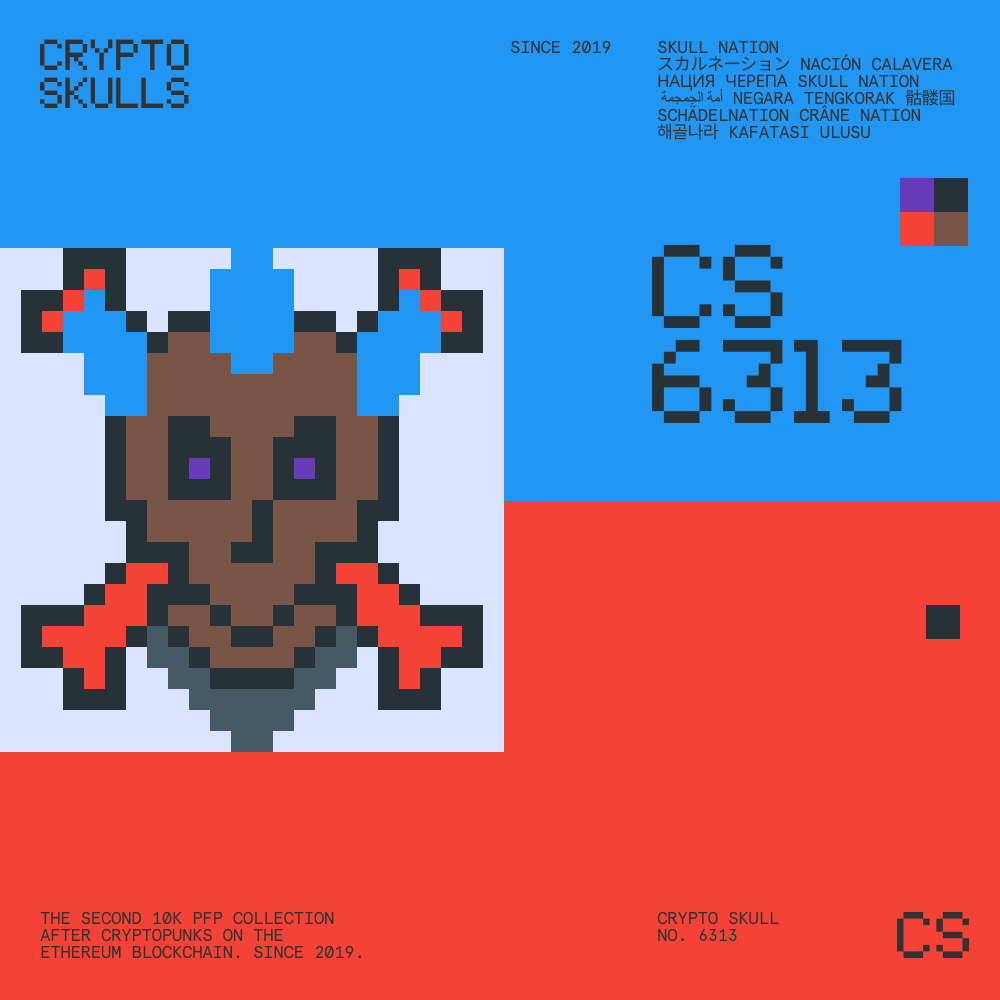 CRYPTO
SKULLS
SINCE 2019
SKULL NATION
スカルネーション NACIÓN CALAVERA
НАЦИЯ ЧЕРЕПА SKULL NATION
أمة الجمجمة NEGARA TENGKORAK 骷髅国
SCHÄDELNATION CRÂNE NATION
해골나라 KAFATASI ULUSU
CS
6313
THE SECOND 10K PFP COLLECTION
AFTER CRYPTOPUNKS ON THE
ETHEREUM BLOCKCHAIN. SINCE 2019.
CRYPTO SKULL
NO. 6313
CS